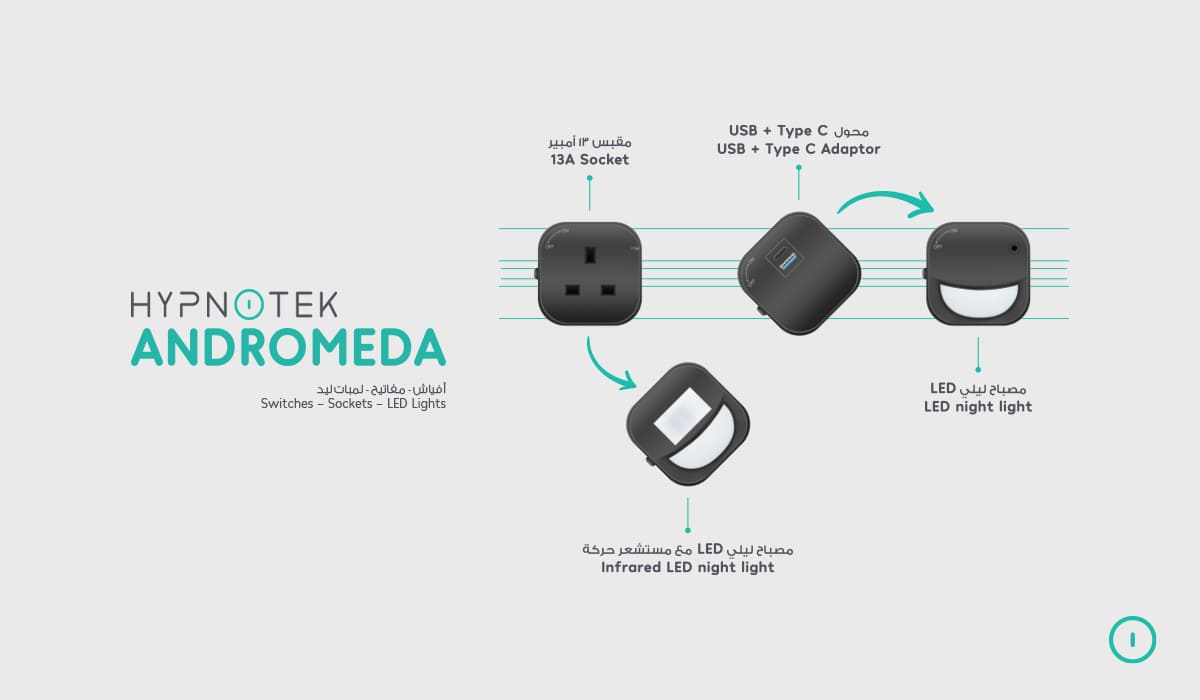 مقبس ١٣ أمبير
13A Socket
محول USB + Type C
USB + Type C Adaptor
HYPNOTEK
ANDROMEDA
أفياش - مفاتيح - لمبات ليد
Switches – Sockets – LED Lights
مصباح ليلي LED
LED night light
مصباح ليلي LED مع مستشعر حركة
Infrared LED night light